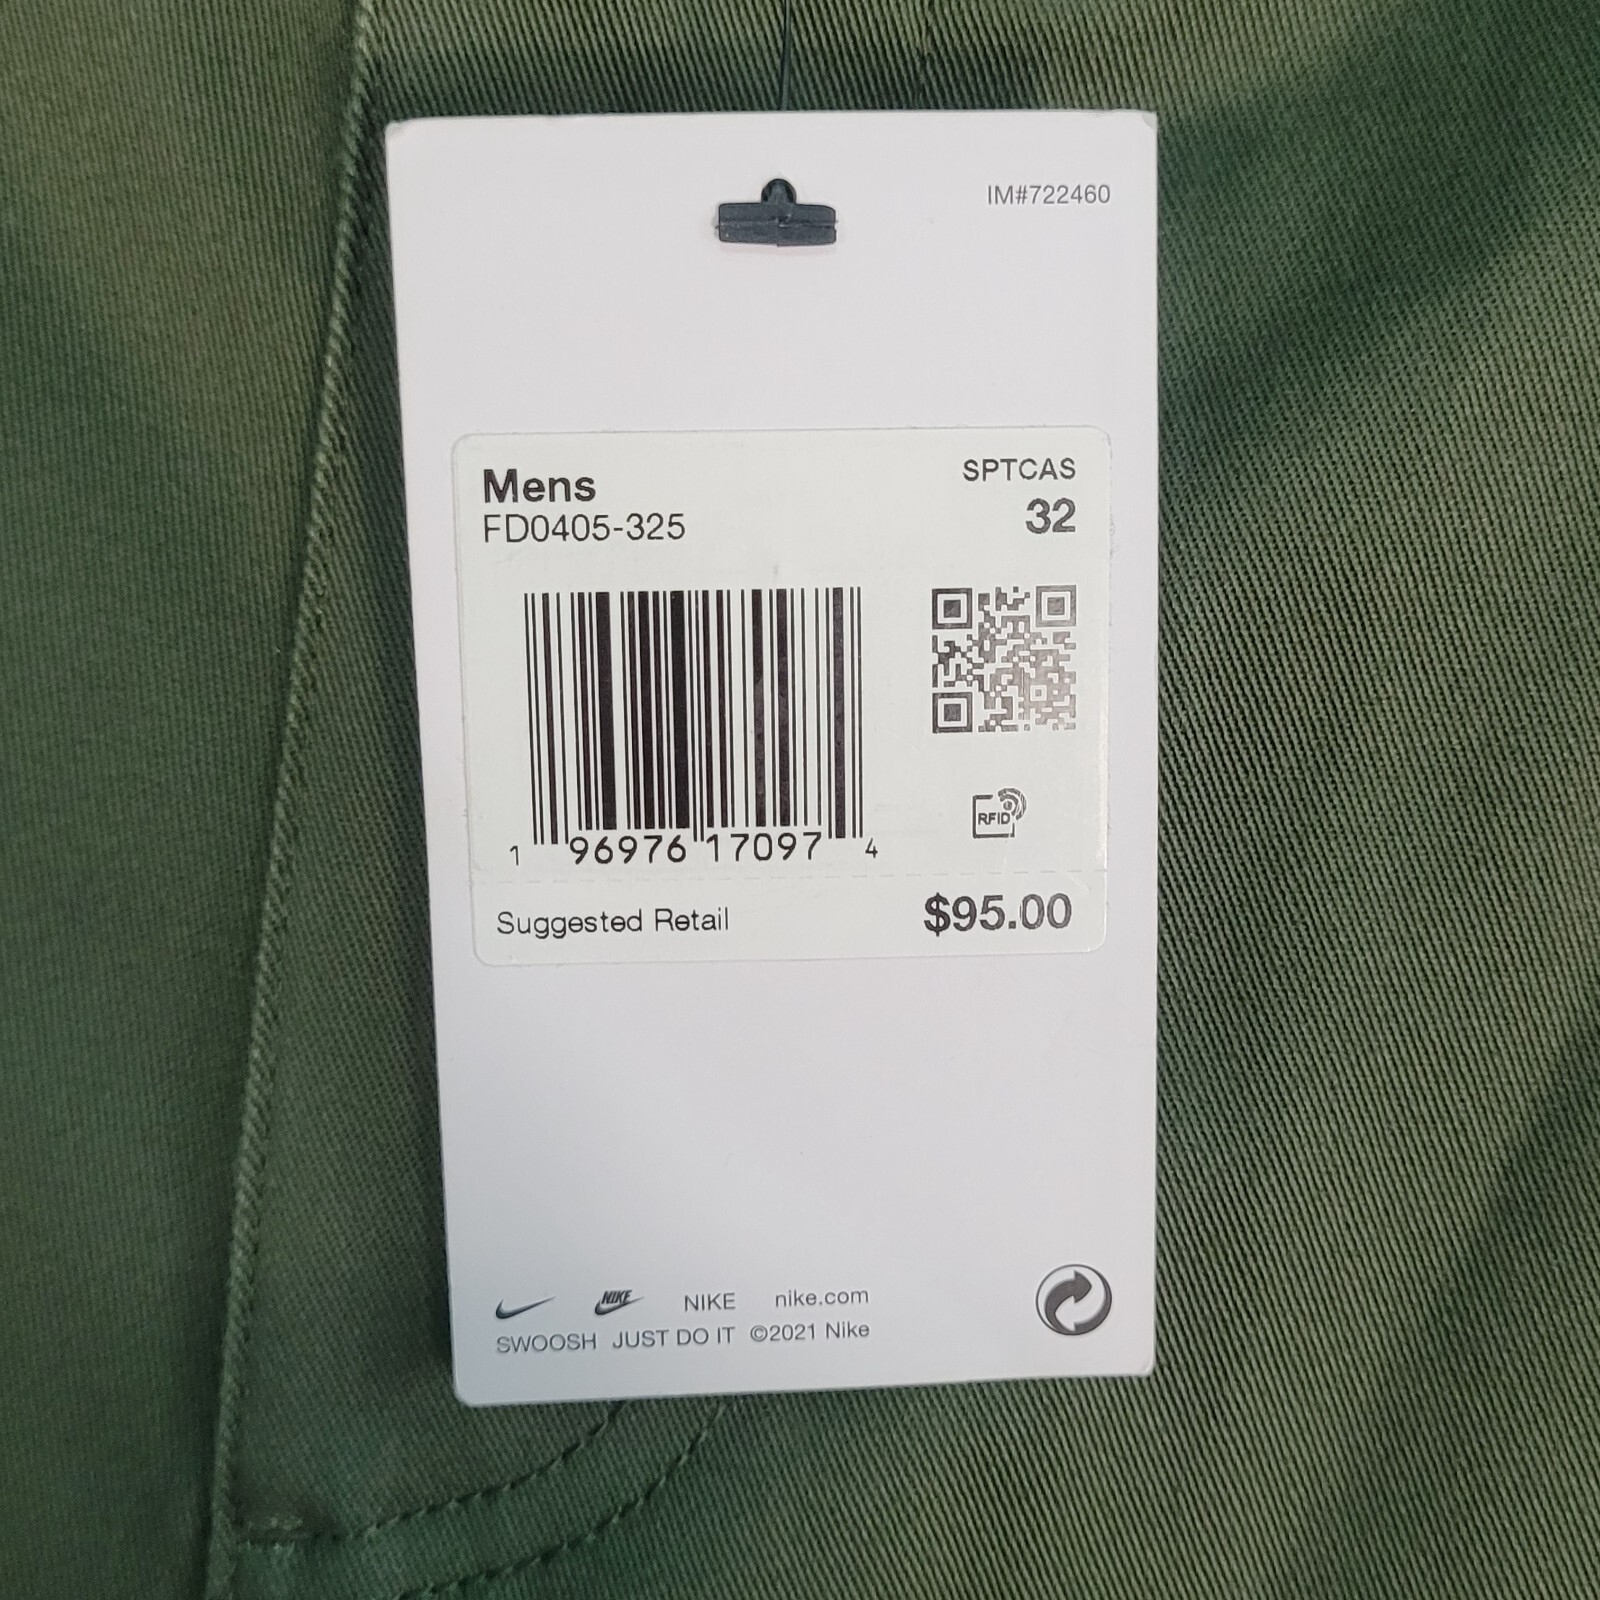 IM#722460
Mens
SPTCAS
FD0405-325
32
RFID
1 96976 17097 4
Suggested Retail $95.00
NIKE NIKE nike.com
SWOOSH JUST DO IT ©2021 Nike